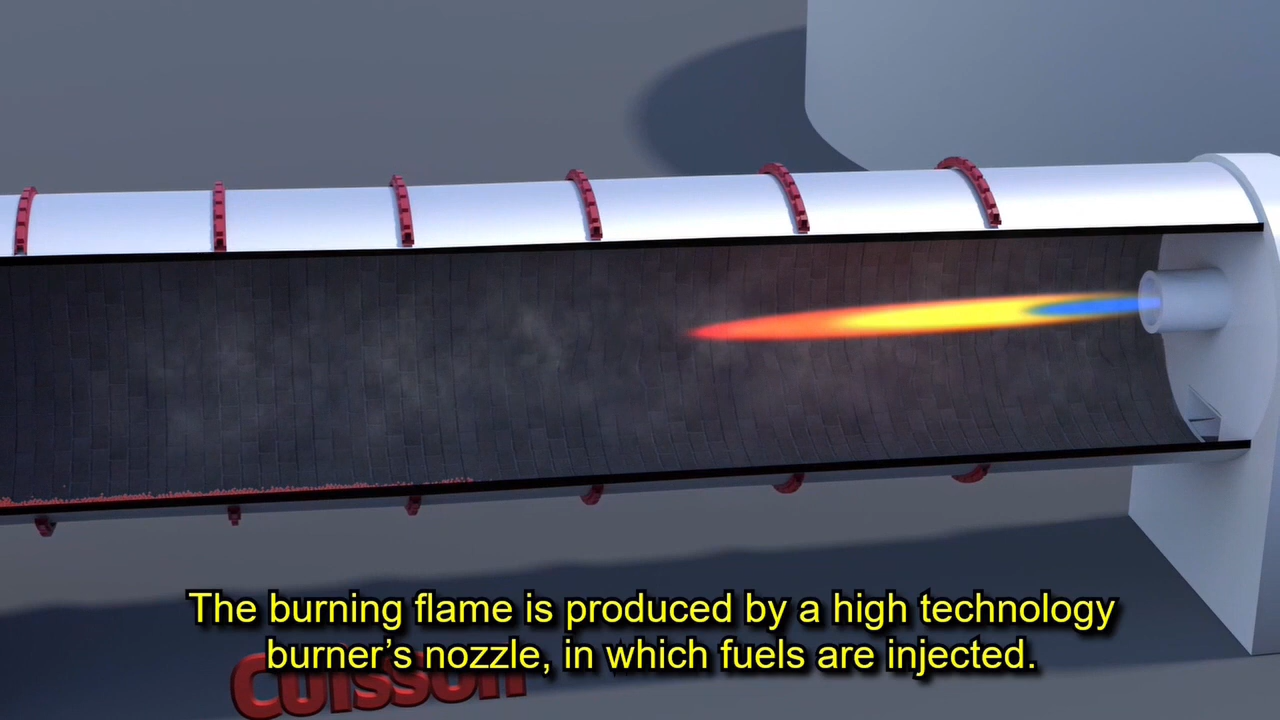 The burning flame is produced by a high technology
burner’s nozzle, in which fuels are injected.
Cuisson